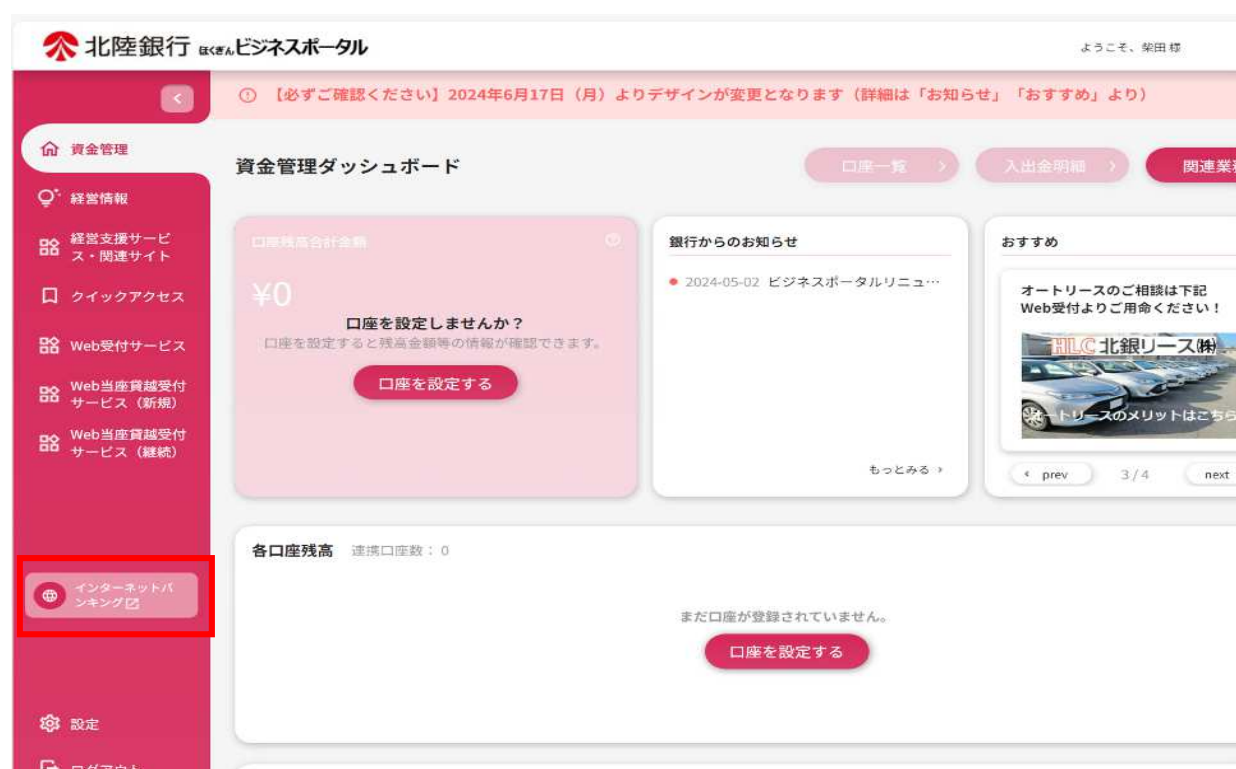 北陸銀行 ほくぎんビジネスポータル
ようこそ、柴田 様
【必ずご確認ください】2024年6月17日（月）よりデザインが変更となります（詳細は「お知らせ」「おすすめ」より）
資金管理
経営情報
経営支援サービ
ス・関連サイト
クイックアクセス
Web受付サービス
Web当座貸越受付
サービス（新規）
Web当座貸越受付
サービス（継続）
インターネットバ
ンキング
設定
ログアウト
資金管理ダッシュボード
口座一覧
入出金明細
関連業務
口座残高合計金額
¥0
口座を設定しませんか？
口座を設定すると残高金額等の情報が確認できます。
口座を設定する
銀行からのお知らせ
2024-05-02 ビジネスポータルリニュ…
もっとみる
おすすめ
オートリースのご相談は下記
Web受付よりご用命ください！
HLC 北銀リース㈱
オートリースのメリットはこちら
prev 3/4 next
各口座残高 連携口座数：0
まだ口座が登録されていません。
口座を設定する